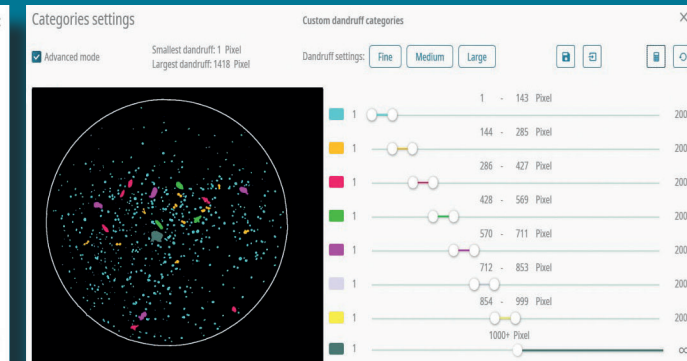 Categories settings
Custom dandruff categories
Advanced mode
Smallest dandruff: 1 Pixel
Largest dandruff: 1418 Pixel
Dandruff settings: Fine Medium Large
1 - 143 Pixel
1 200
144 - 285 Pixel
1 200
286 - 427 Pixel
1 200
428 - 569 Pixel
1 200
570 - 711 Pixel
1 200
712 - 853 Pixel
1 200
854 - 999 Pixel
1 200
1000+ Pixel
1 ∞